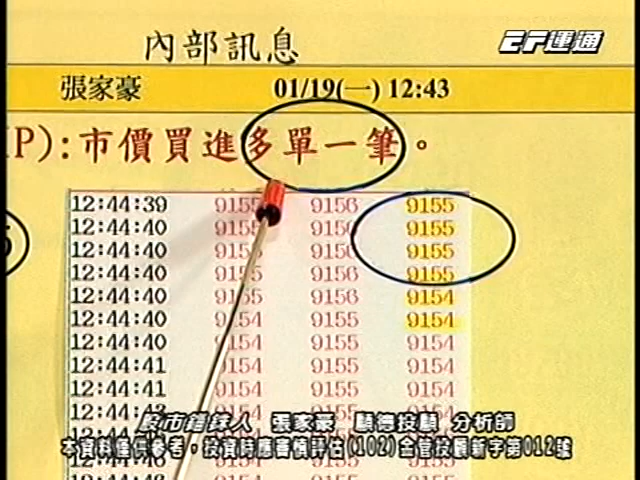 內部訊息
EF運通
張家豪 01/19(一) 12:43
IP):市價買進多單一筆。
12:44:39 9155 9156 9155
12:44:40 9155 9156 9155
12:44:40 9155 9156 9155
12:44:40 9155 9156 9155
12:44:40 9155 9156 9154
12:44:40 9154 9155 9154
12:44:40 9154 9155 9154
12:44:41 9154 9155 9154
12:44:41 9154 9155 9154
9154 9155 9154
股市錢錄人 張家豪 顧德投顧 分析師
本資料僅供參考,投資時應審慎評估(102)金管投顧新字第012號